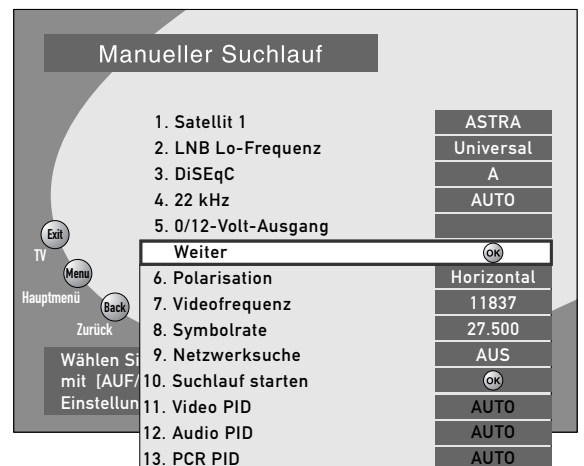 Manueller Suchlauf
1. Satellit 1 ASTRA
2. LNB Lo-Frequenz Universal
3. DiSEqC A
4. 22 kHz AUTO
5. 0/12-Volt-Ausgang
Weiter OK
6. Polarisation Horizontal
7. Videofrequenz 11837
8. Symbolrate 27.500
9. Netzwerksuche AUS
10. Suchlauf starten OK
11. Video PID AUTO
12. Audio PID AUTO
13. PCR PID AUTO
Exit
TV
Menu
Hauptmenü
Back
Zurück
Wählen Si
mit [AUF/
Einstellun